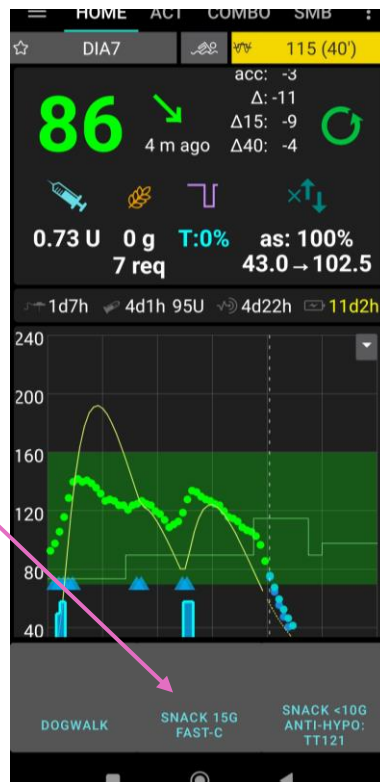 HOME ACT COMBO SMB
DIA7 115 (40')
86
4 m ago
acc: -3
Δ: -11
Δ15: -9
Δ40: -4
0.73 U 0 g T:0% as: 100%
7 req 43.0→102.5
1d7h 4d1h 95U 4d22h 11d2h
240
200
160
120
80
40
DOGWALK
SNACK 15G
FAST-C
SNACK <10G
ANTI-HYPO:
TT121